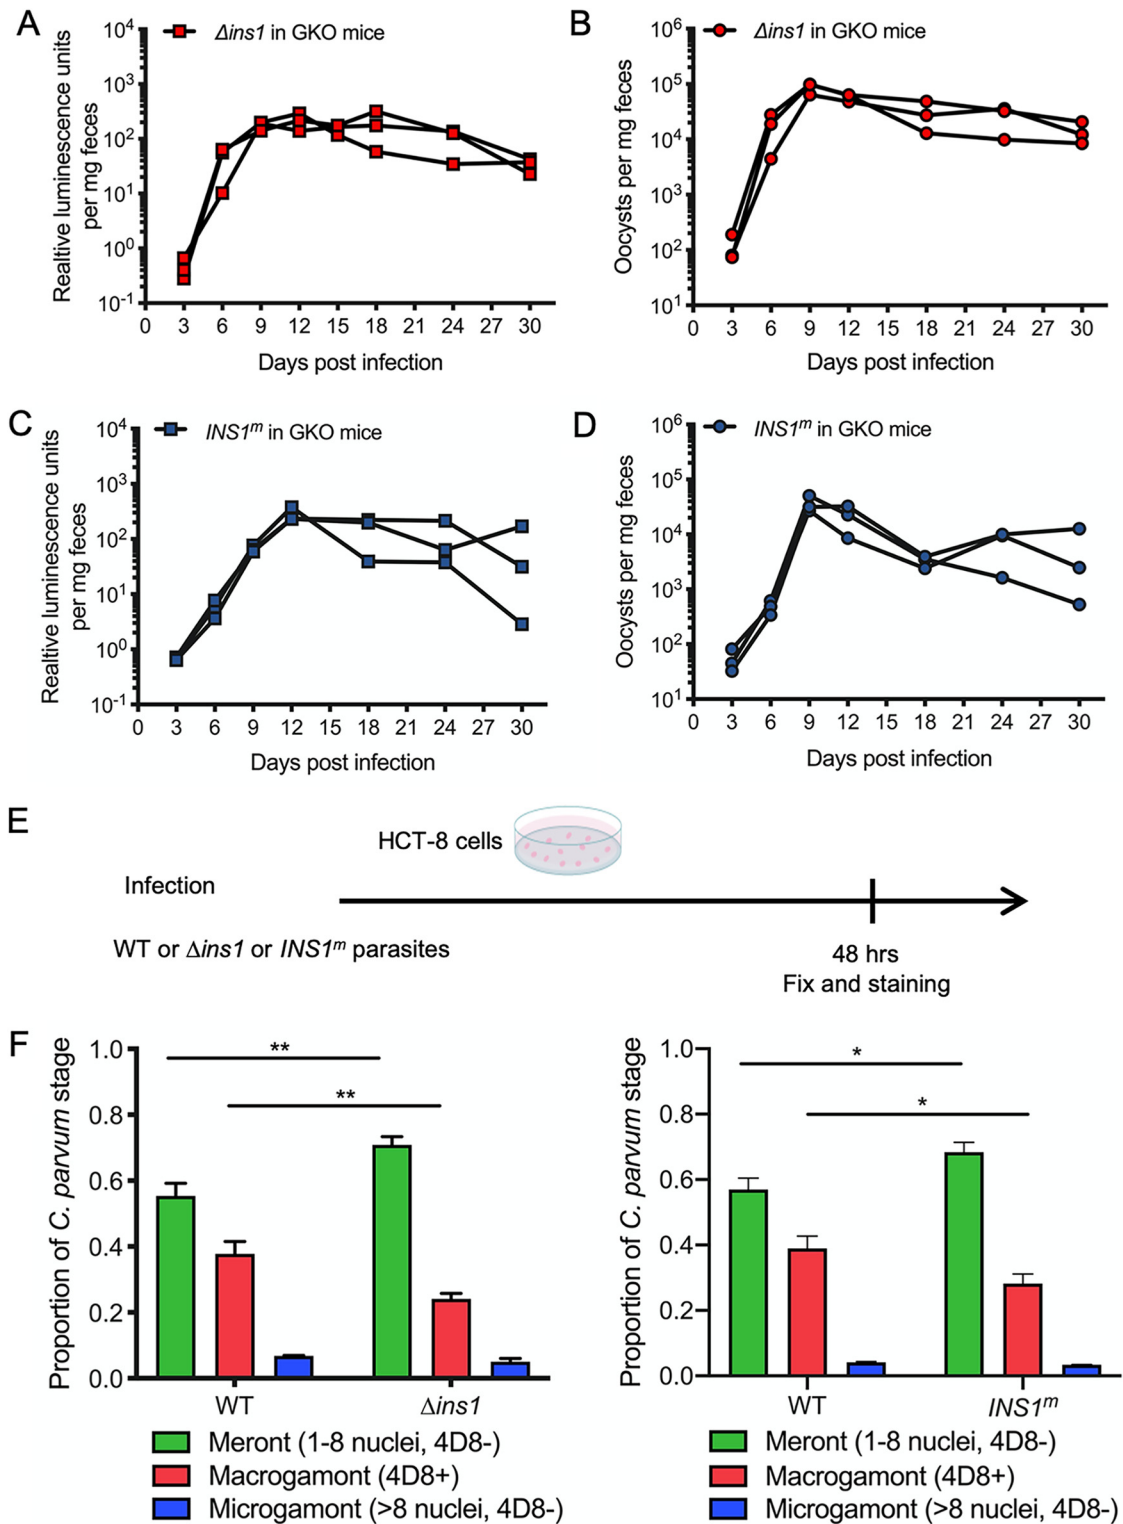 A
Δins1 in GKO mice
Realtive luminescence units
per mg feces
10⁴
10³
10²
10¹
10⁰
10⁻¹
0 3 6 9 12 15 18 21 24 27 30
Days post infection
B
Δins1 in GKO mice
Oocysts per mg feces
10⁶
10⁵
10⁴
10³
10²
10¹
0 3 6 9 12 15 18 21 24 27 30
Days post infection
C
INS1ᵐ in GKO mice
Realtive luminescence units
per mg feces
10⁴
10³
10²
10¹
10⁰
10⁻¹
0 3 6 9 12 15 18 21 24 27 30
Days post infection
D
INS1ᵐ in GKO mice
Oocysts per mg feces
10⁶
10⁵
10⁴
10³
10²
10¹
0 3 6 9 12 15 18 21 24 27 30
Days post infection
E
HCT-8 cells
Infection
WT or Δins1 or INS1ᵐ parasites
48 hrs
Fix and staining
F
Proportion of C. parvum stage
1.0
0.8
0.6
0.4
0.2
0.0
**
**
WT Δins1
Meront (1-8 nuclei, 4D8-)
Macrogamont (4D8+)
Microgamont (>8 nuclei, 4D8-)
Proportion of C. parvum stage
1.0
0.8
0.6
0.4
0.2
0.0
*
*
WT INS1ᵐ
Meront (1-8 nuclei, 4D8-)
Macrogamont (4D8+)
Microgamont (>8 nuclei, 4D8-)